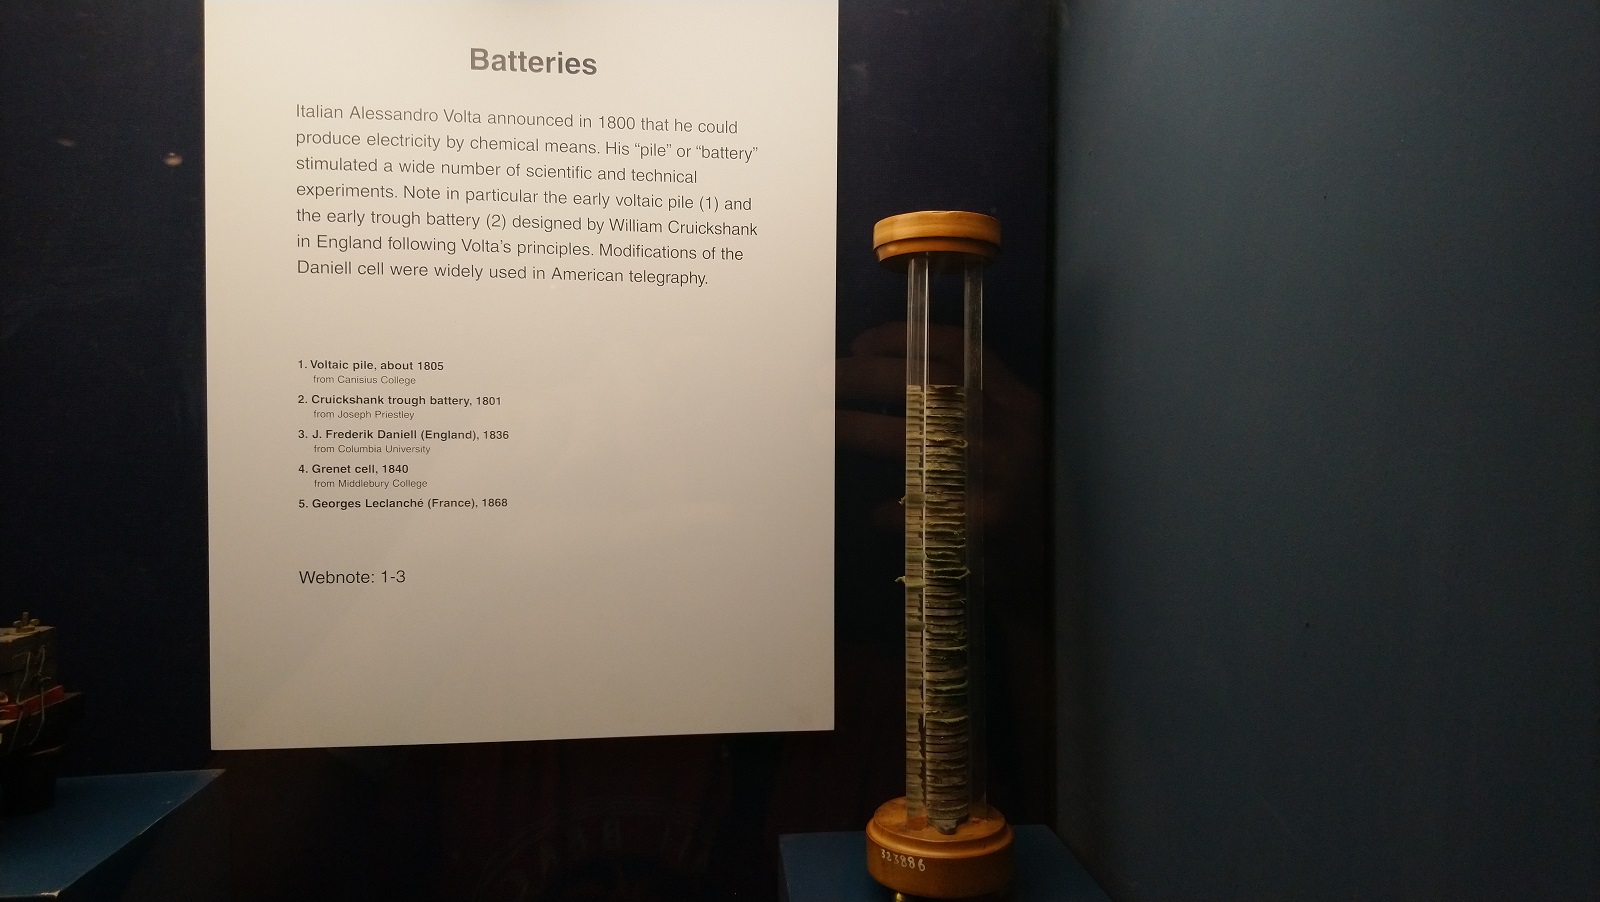 Batteries
Italian Alessandro Volta announced in 1800 that he could
produce electricity by chemical means. His “pile” or “battery”
stimulated a wide number of scientific and technical
experiments. Note in particular the early voltaic pile (1) and
the early trough battery (2) designed by William Cruickshank
in England following Volta’s principles. Modifications of the
Daniell cell were widely used in American telegraphy.
1. Voltaic pile, about 1805
from Canisius College
2. Cruickshank trough battery, 1801
from Joseph Priestley
3. J. Frederik Daniell (England), 1836
from Columbia University
4. Grenet cell, 1840
from Middlebury College
5. Georges Leclanché (France), 1868
Webnote: 1-3
323886